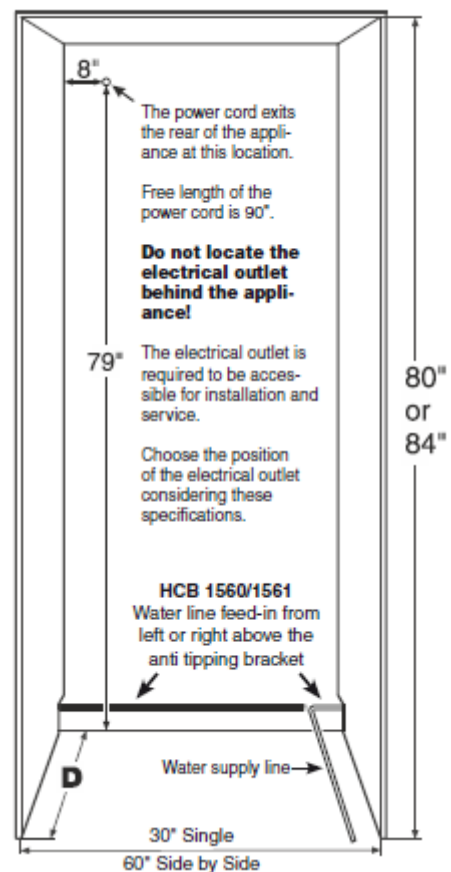 8"
The power cord exits
the rear of the appli-
ance at this location.
Free length of the
power cord is 90".
Do not locate the
electrical outlet
behind the appli-
ance!
79"
The electrical outlet is
required to be acces-
sible for installation and
service.
80"
or
84"
Choose the position
of the electrical outlet
considering these
specifications.
HCB 1560/1561
Water line feed-in from
left or right above the
anti tipping bracket
D
Water supply line
30" Single
60" Side by Side